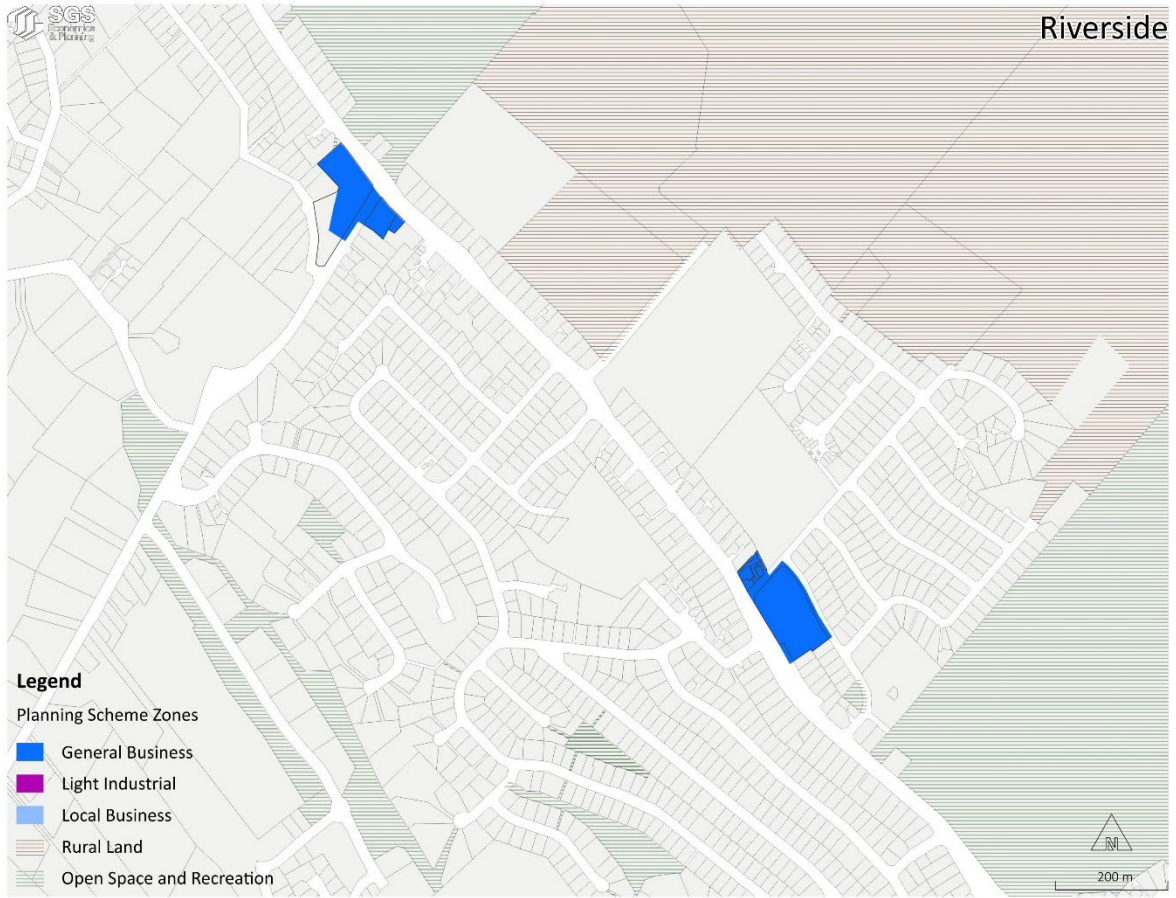 SGS
Economics
& Planning
Riverside
Legend
Planning Scheme Zones
General Business
Light Industrial
Local Business
Rural Land
Open Space and Recreation
N
200 m